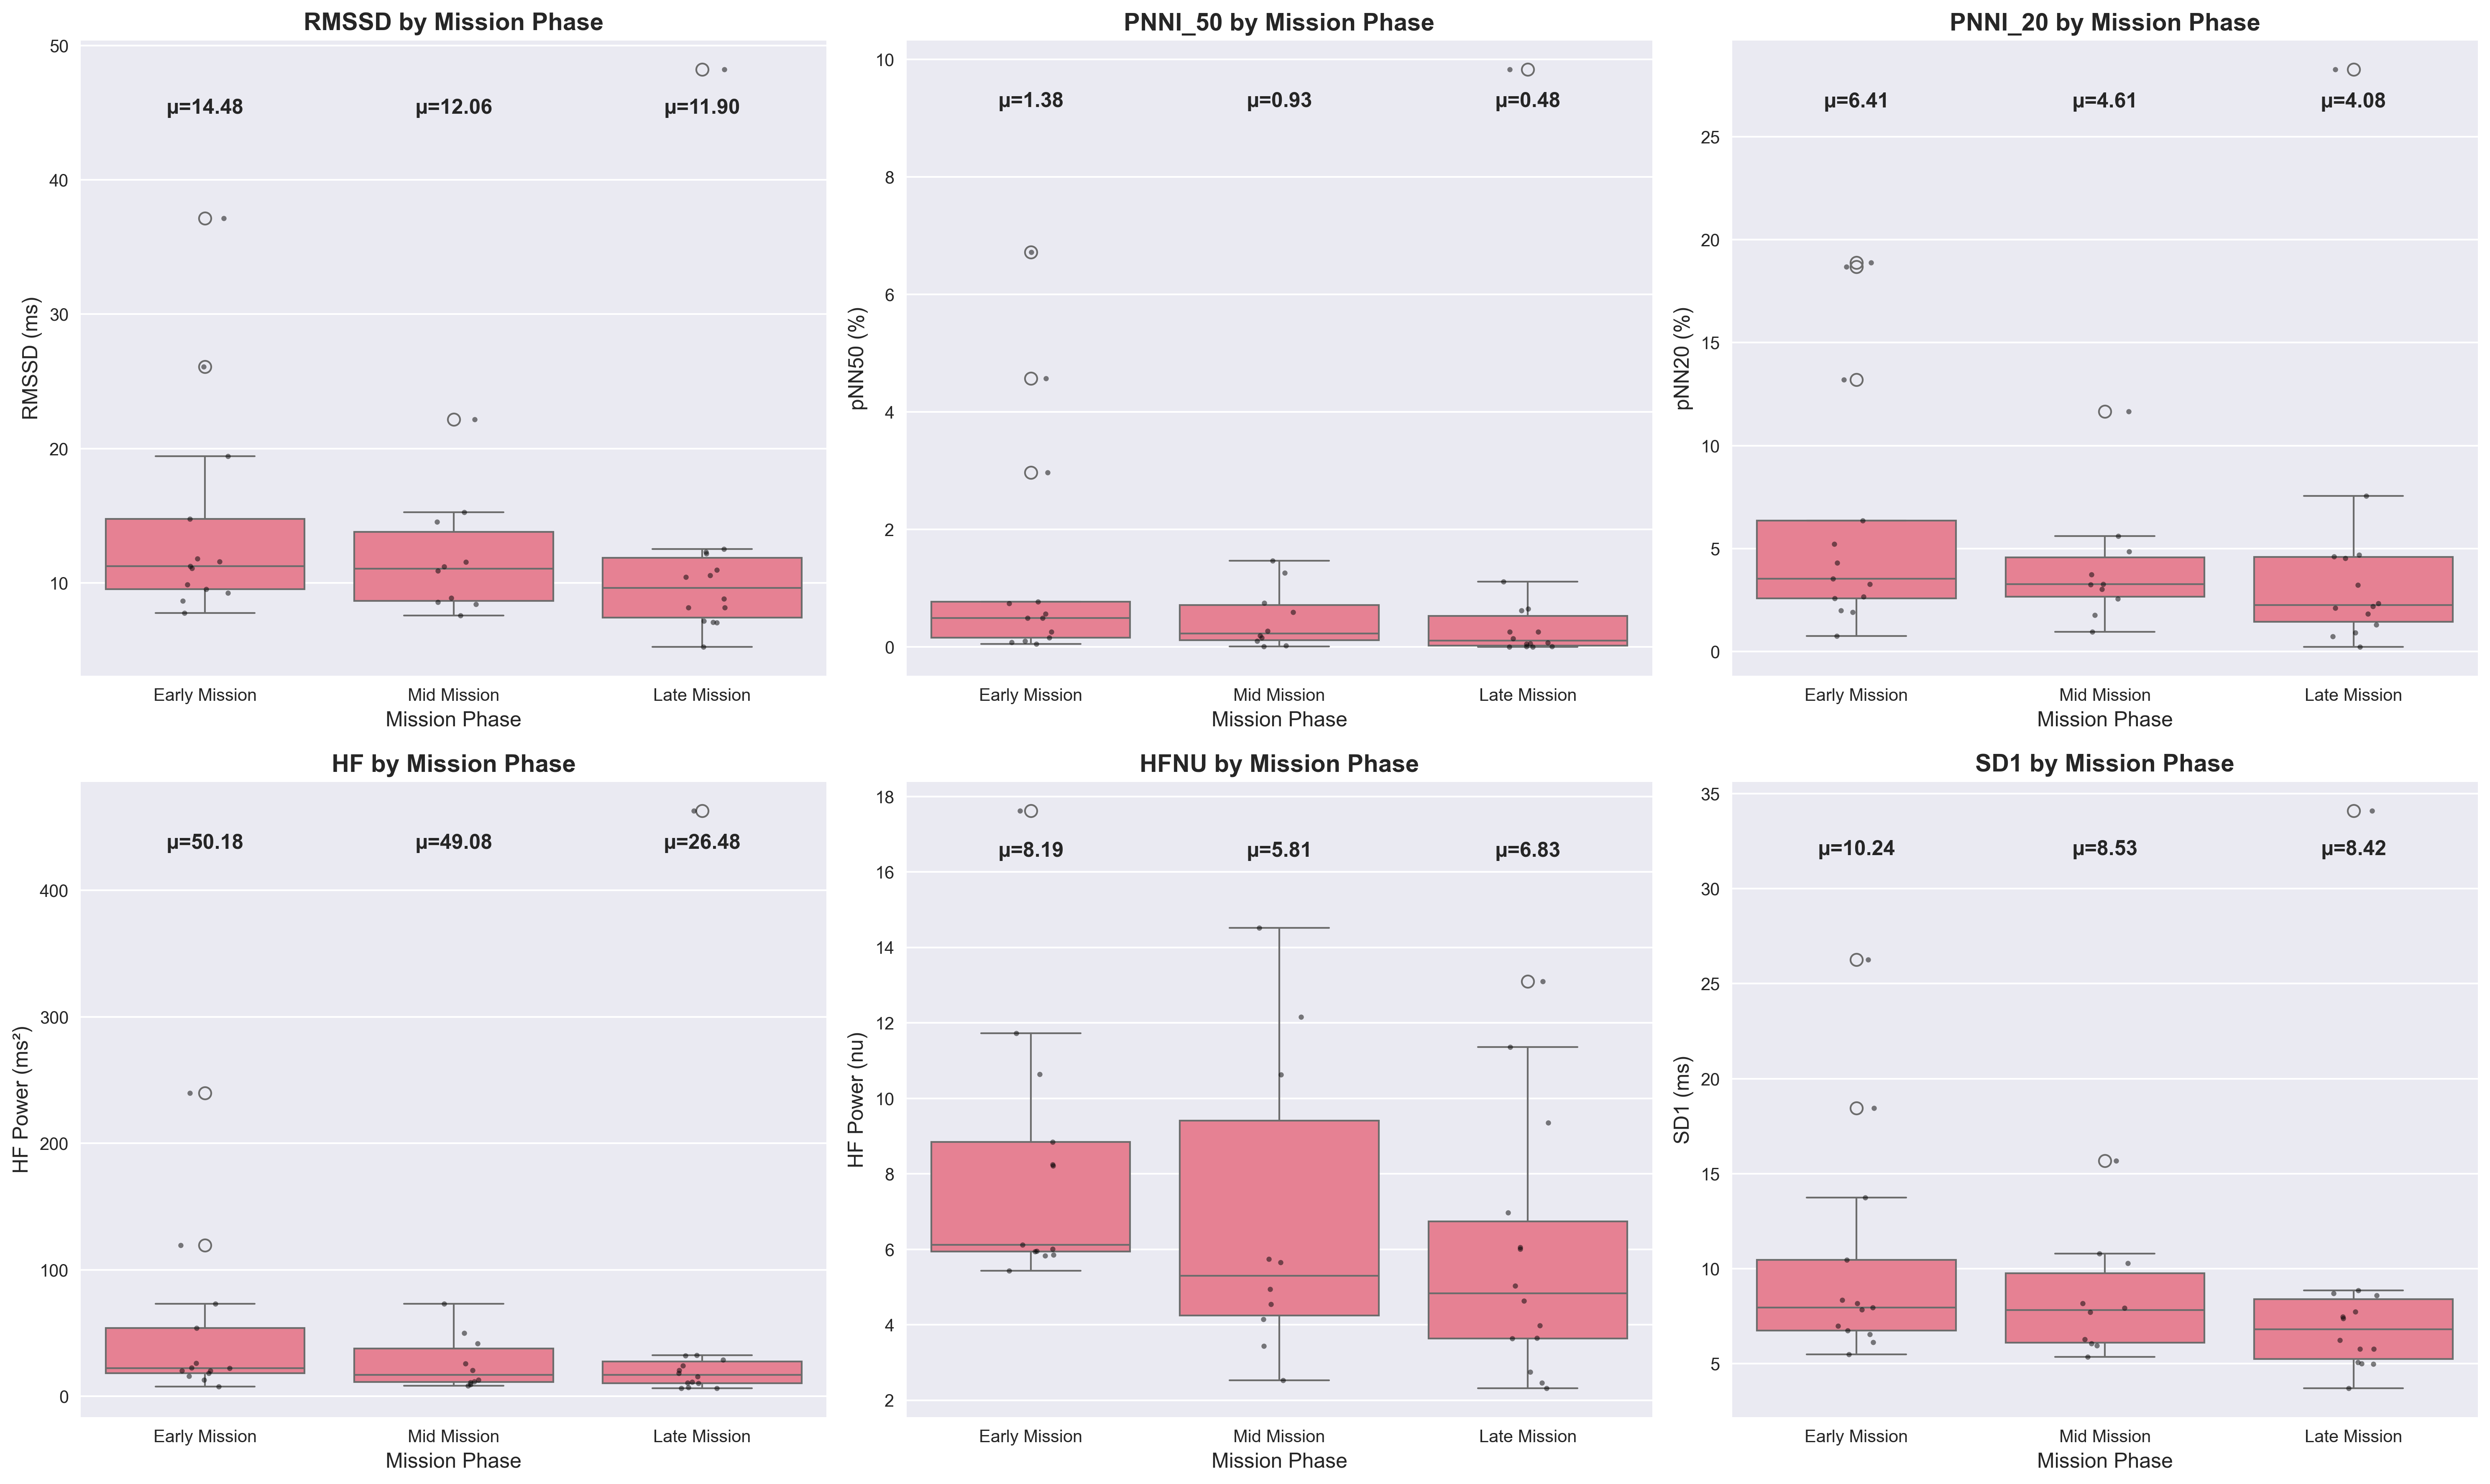 RMSSD by Mission Phase
50
40
30
20
10
RMSSD (ms)
μ=14.48
μ=12.06
μ=11.90
Early Mission
Mid Mission
Late Mission
Mission Phase
PNNI_50 by Mission Phase
10
8
6
4
2
0
pNN50 (%)
μ=1.38
μ=0.93
μ=0.48
Early Mission
Mid Mission
Late Mission
Mission Phase
PNNI_20 by Mission Phase
25
20
15
10
5
0
pNN20 (%)
μ=6.41
μ=4.61
μ=4.08
Early Mission
Mid Mission
Late Mission
Mission Phase
HF by Mission Phase
400
300
200
100
0
HF Power (ms²)
μ=50.18
μ=49.08
μ=26.48
Early Mission
Mid Mission
Late Mission
Mission Phase
HFNU by Mission Phase
18
16
14
12
10
8
6
4
2
HF Power (nu)
μ=8.19
μ=5.81
μ=6.83
Early Mission
Mid Mission
Late Mission
Mission Phase
SD1 by Mission Phase
35
30
25
20
15
10
5
SD1 (ms)
μ=10.24
μ=8.53
μ=8.42
Early Mission
Mid Mission
Late Mission
Mission Phase